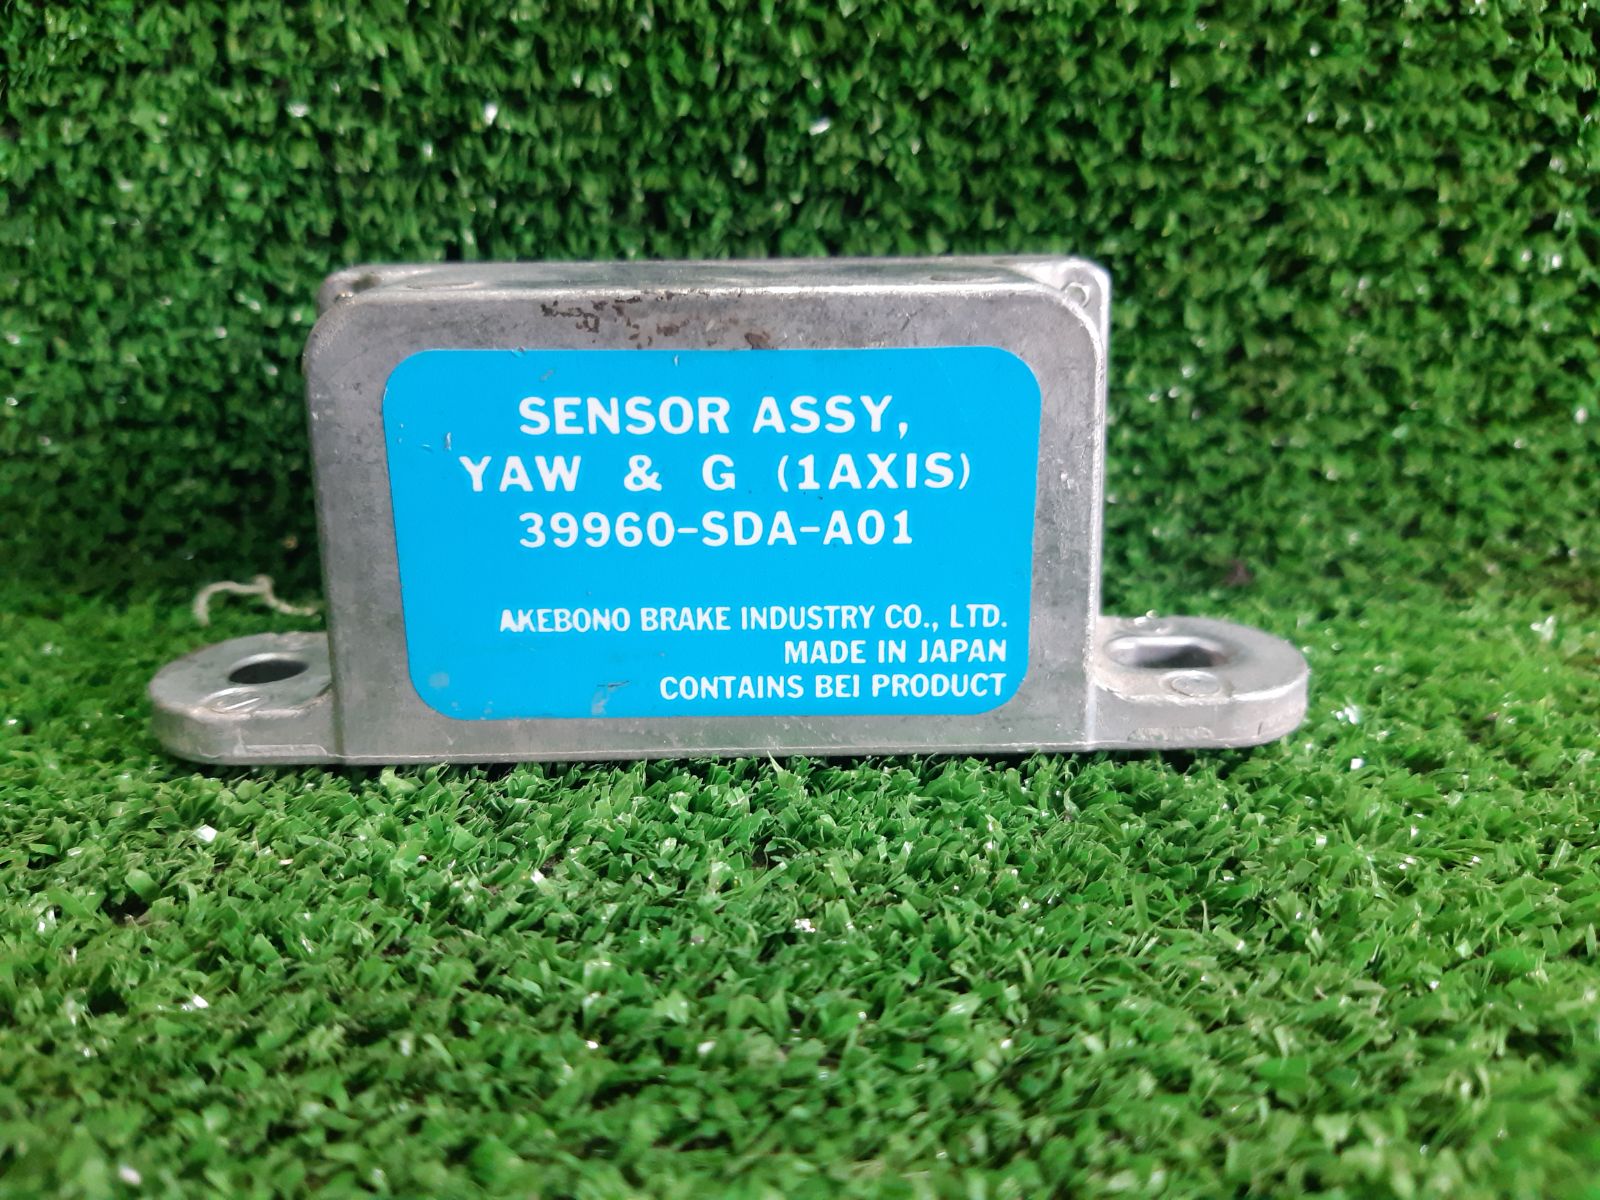 SENSOR ASSY,
YAW & G (1AXIS)
39960-SDA-A01
AKEBONO BRAKE INDUSTRY CO., LTD.
MADE IN JAPAN
CONTAINS BEI PRODUCT